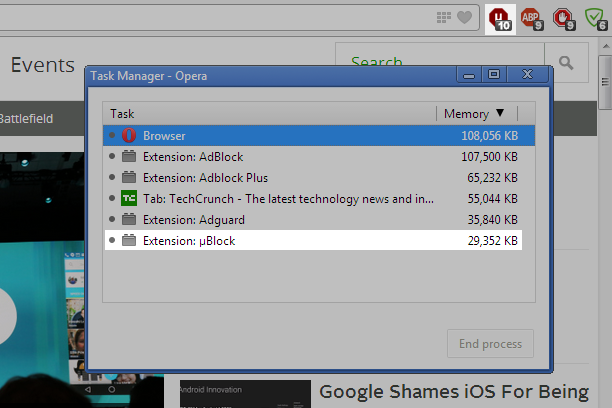 µ
10
ABP
9
9
6
Events
Search
Battlefield
Task Manager - Opera
Task Memory ▼
Browser 108,056 KB
Extension: AdBlock 107,500 KB
Extension: Adblock Plus 65,232 KB
TC Tab: TechCrunch - The latest technology news and in... 55,044 KB
Extension: Adguard 35,840 KB
Extension: µBlock 29,352 KB
End process
Android Innovation
Google Shames iOS For Being